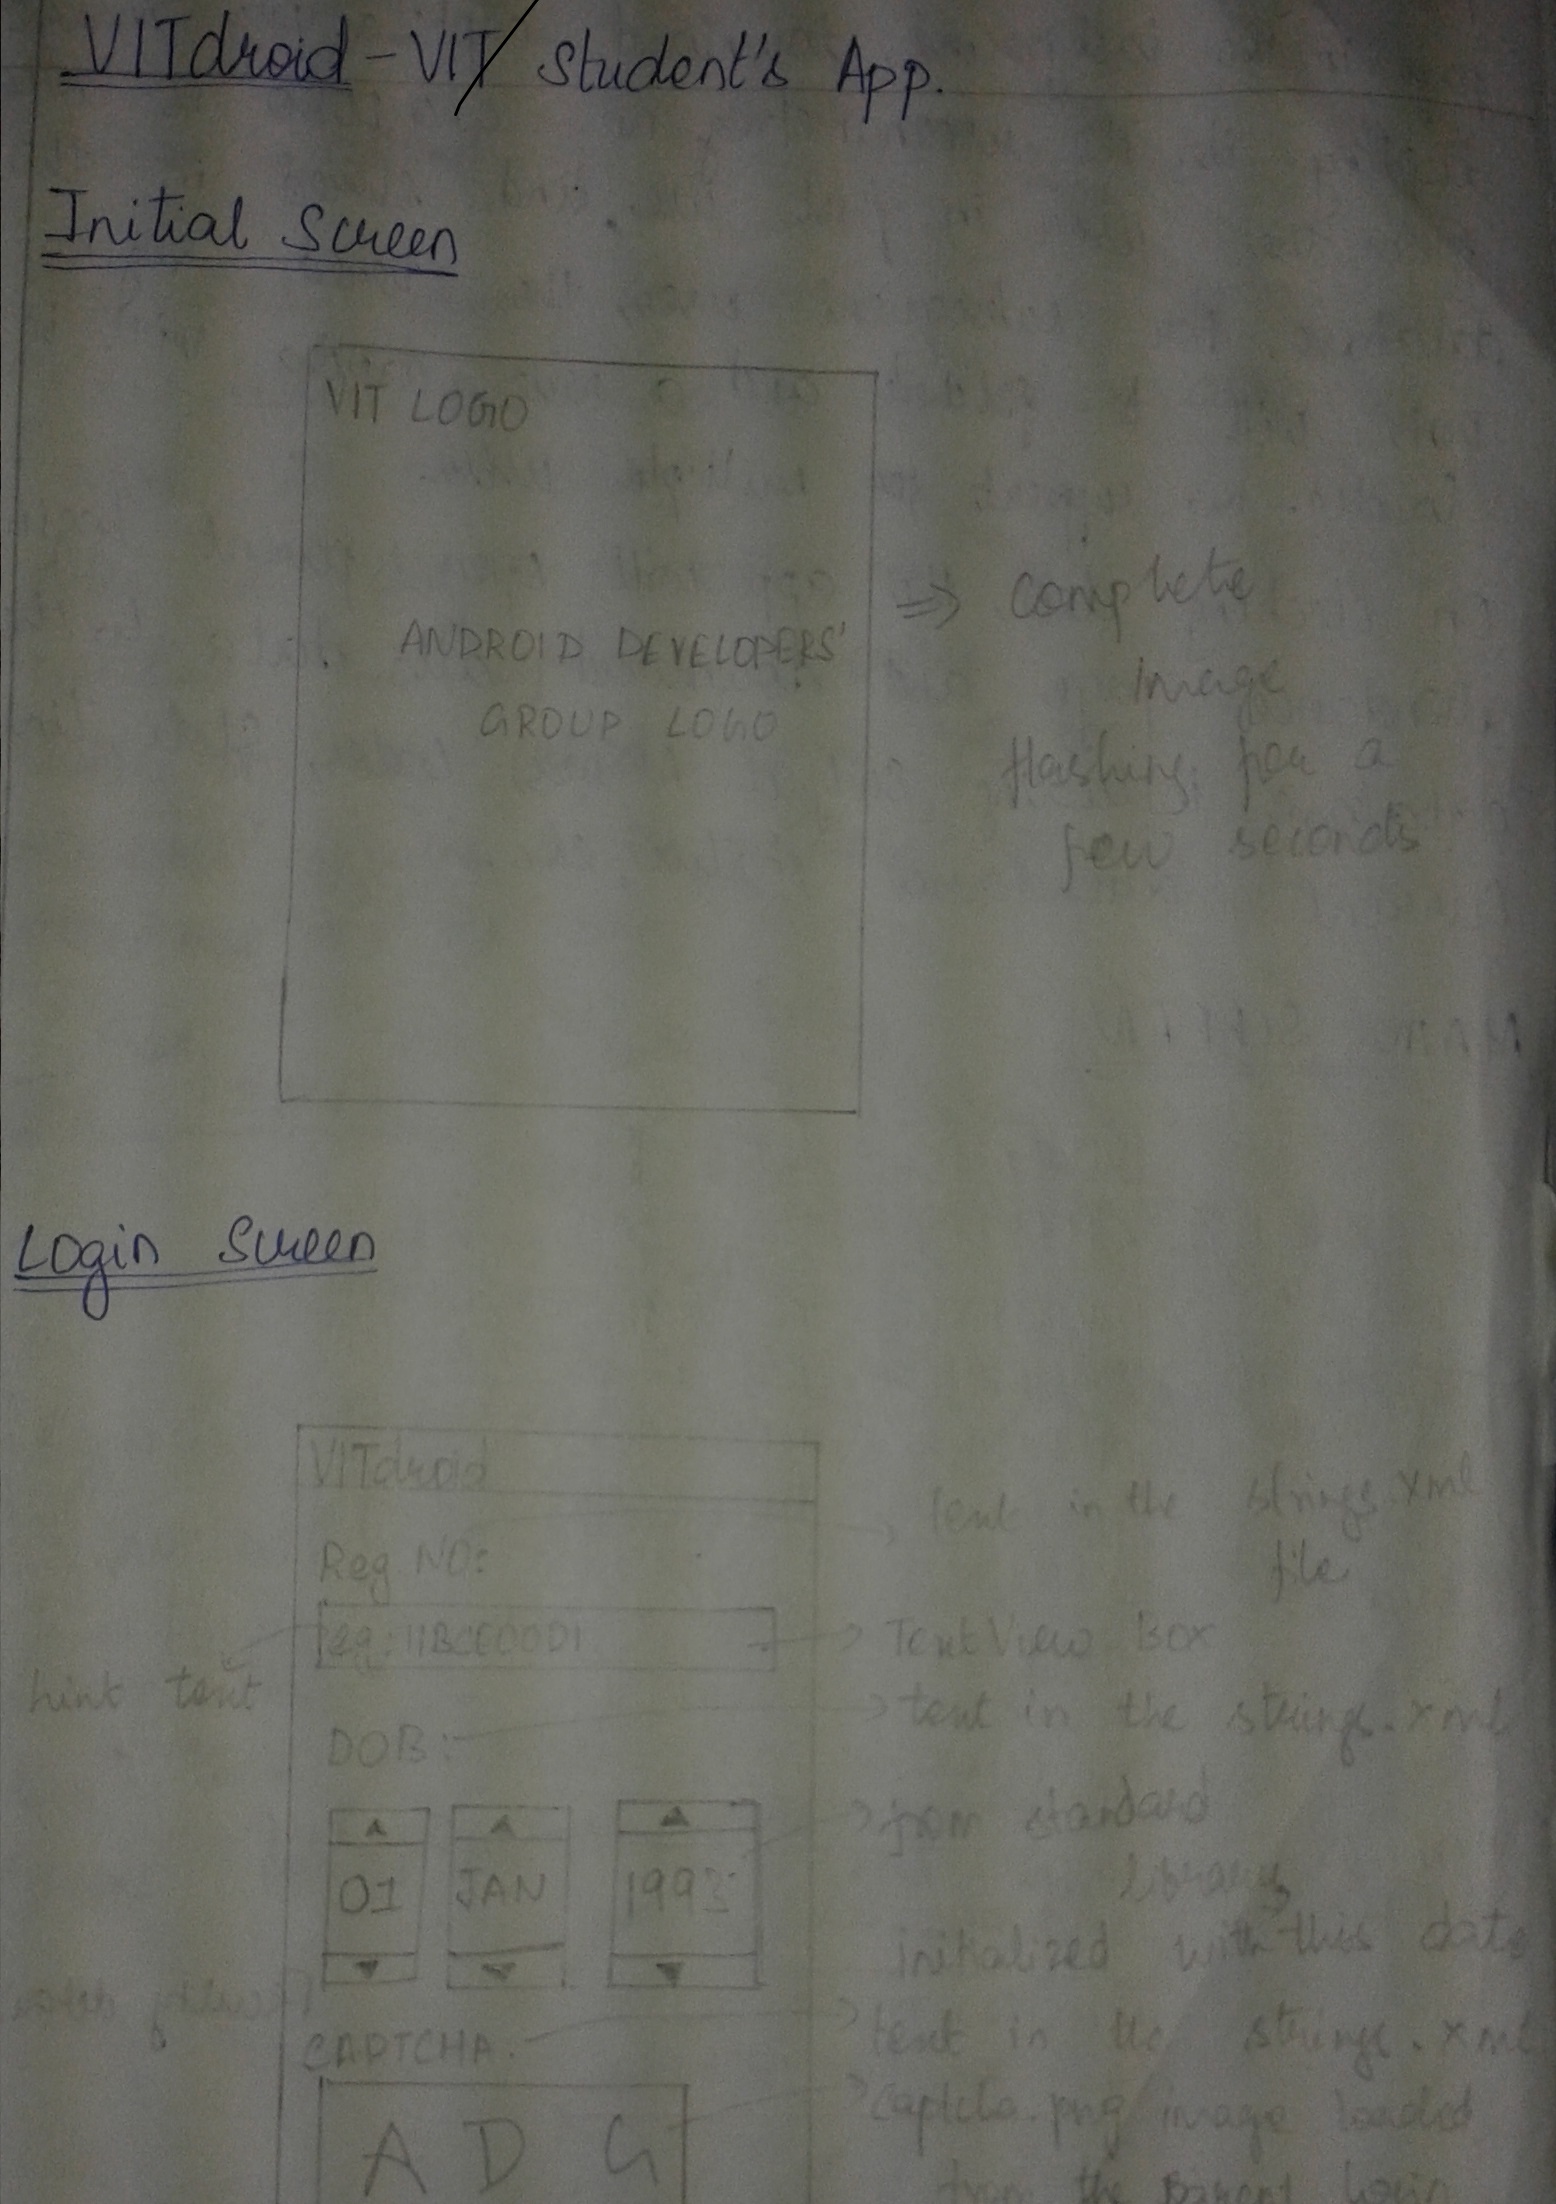 VITdroid - VIT Student's App.
Initial Screen
VIT LOGO
ANDROID DEVELOPERS'
GROUP LOGO
=> Complete
Image
flashing for a
few seconds
Login Screen
VITdroid
Reg NO:
text in the strings.xml
file
eg: 11BCE0001
TextView Box
hint text
DOB:
text in the strings.xml
01 JAN 1993
from standard
library
initialized with this date
CAPTCHA:
text in the strings.xml
A D G
Captcha.png image loaded
from the parent login